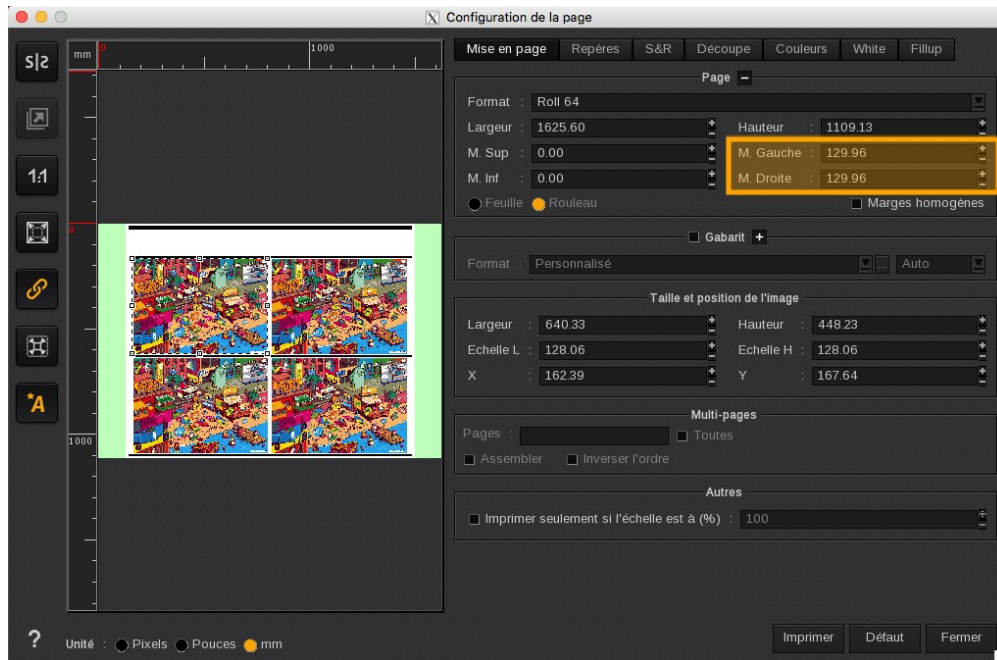 X Configuration de la page
S|S
mm 0 1000
Mise en page Repères S&R Découpe Couleurs White Fillup
Page
Format : Roll 64
Largeur : 1625.60 Hauteur : 1109.13
M. Sup : 0.00 M. Gauche : 129.96
1:1
M. Inf : 0.00 M. Droite : 129.96
Feuille Rouleau Marges homogènes
0
Gabarit +
Format : Personnalisé ... Auto
Taille et position de l'image
Largeur : 640.33 Hauteur : 448.23
Echelle L : 128.06 Echelle H : 128.06
X : 162.39 Y : 167.64
*A
Multi-pages
1000
Pages : Toutes
Assembler Inverser l'ordre
Autres
Imprimer seulement si l'échelle est à (%) : 100
? Unité : Pixels Pouces mm
Imprimer Défaut Fermer